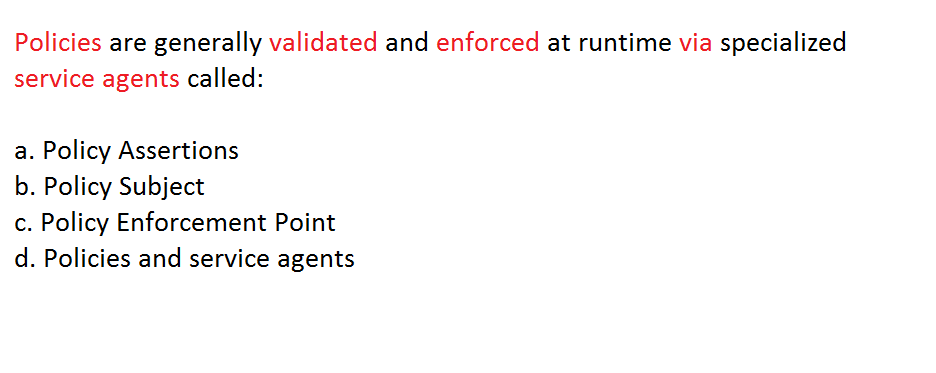 Policies are generally validated and enforced at runtime via specialized
service agents called:
a. Policy Assertions
b. Policy Subject
c. Policy Enforcement Point
d. Policies and service agents